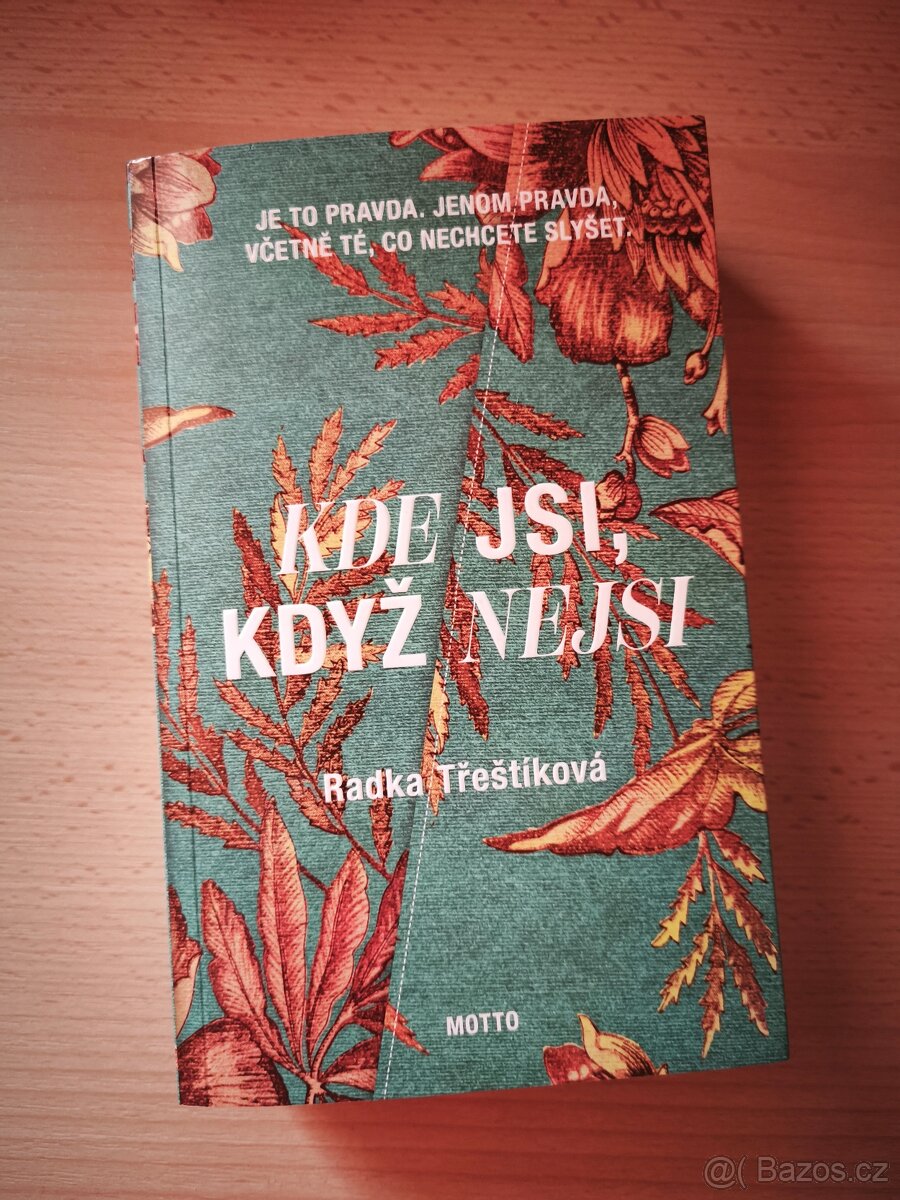 JE TO PRAVDA. JENOM PRAVDA,
VČETNĚ TÉ, CO NECHCETE SLYŠET.
KDE JSI,
KDYŽ NEJSI
Radka Třeštíková
MOTTO
@( Bazos.cz